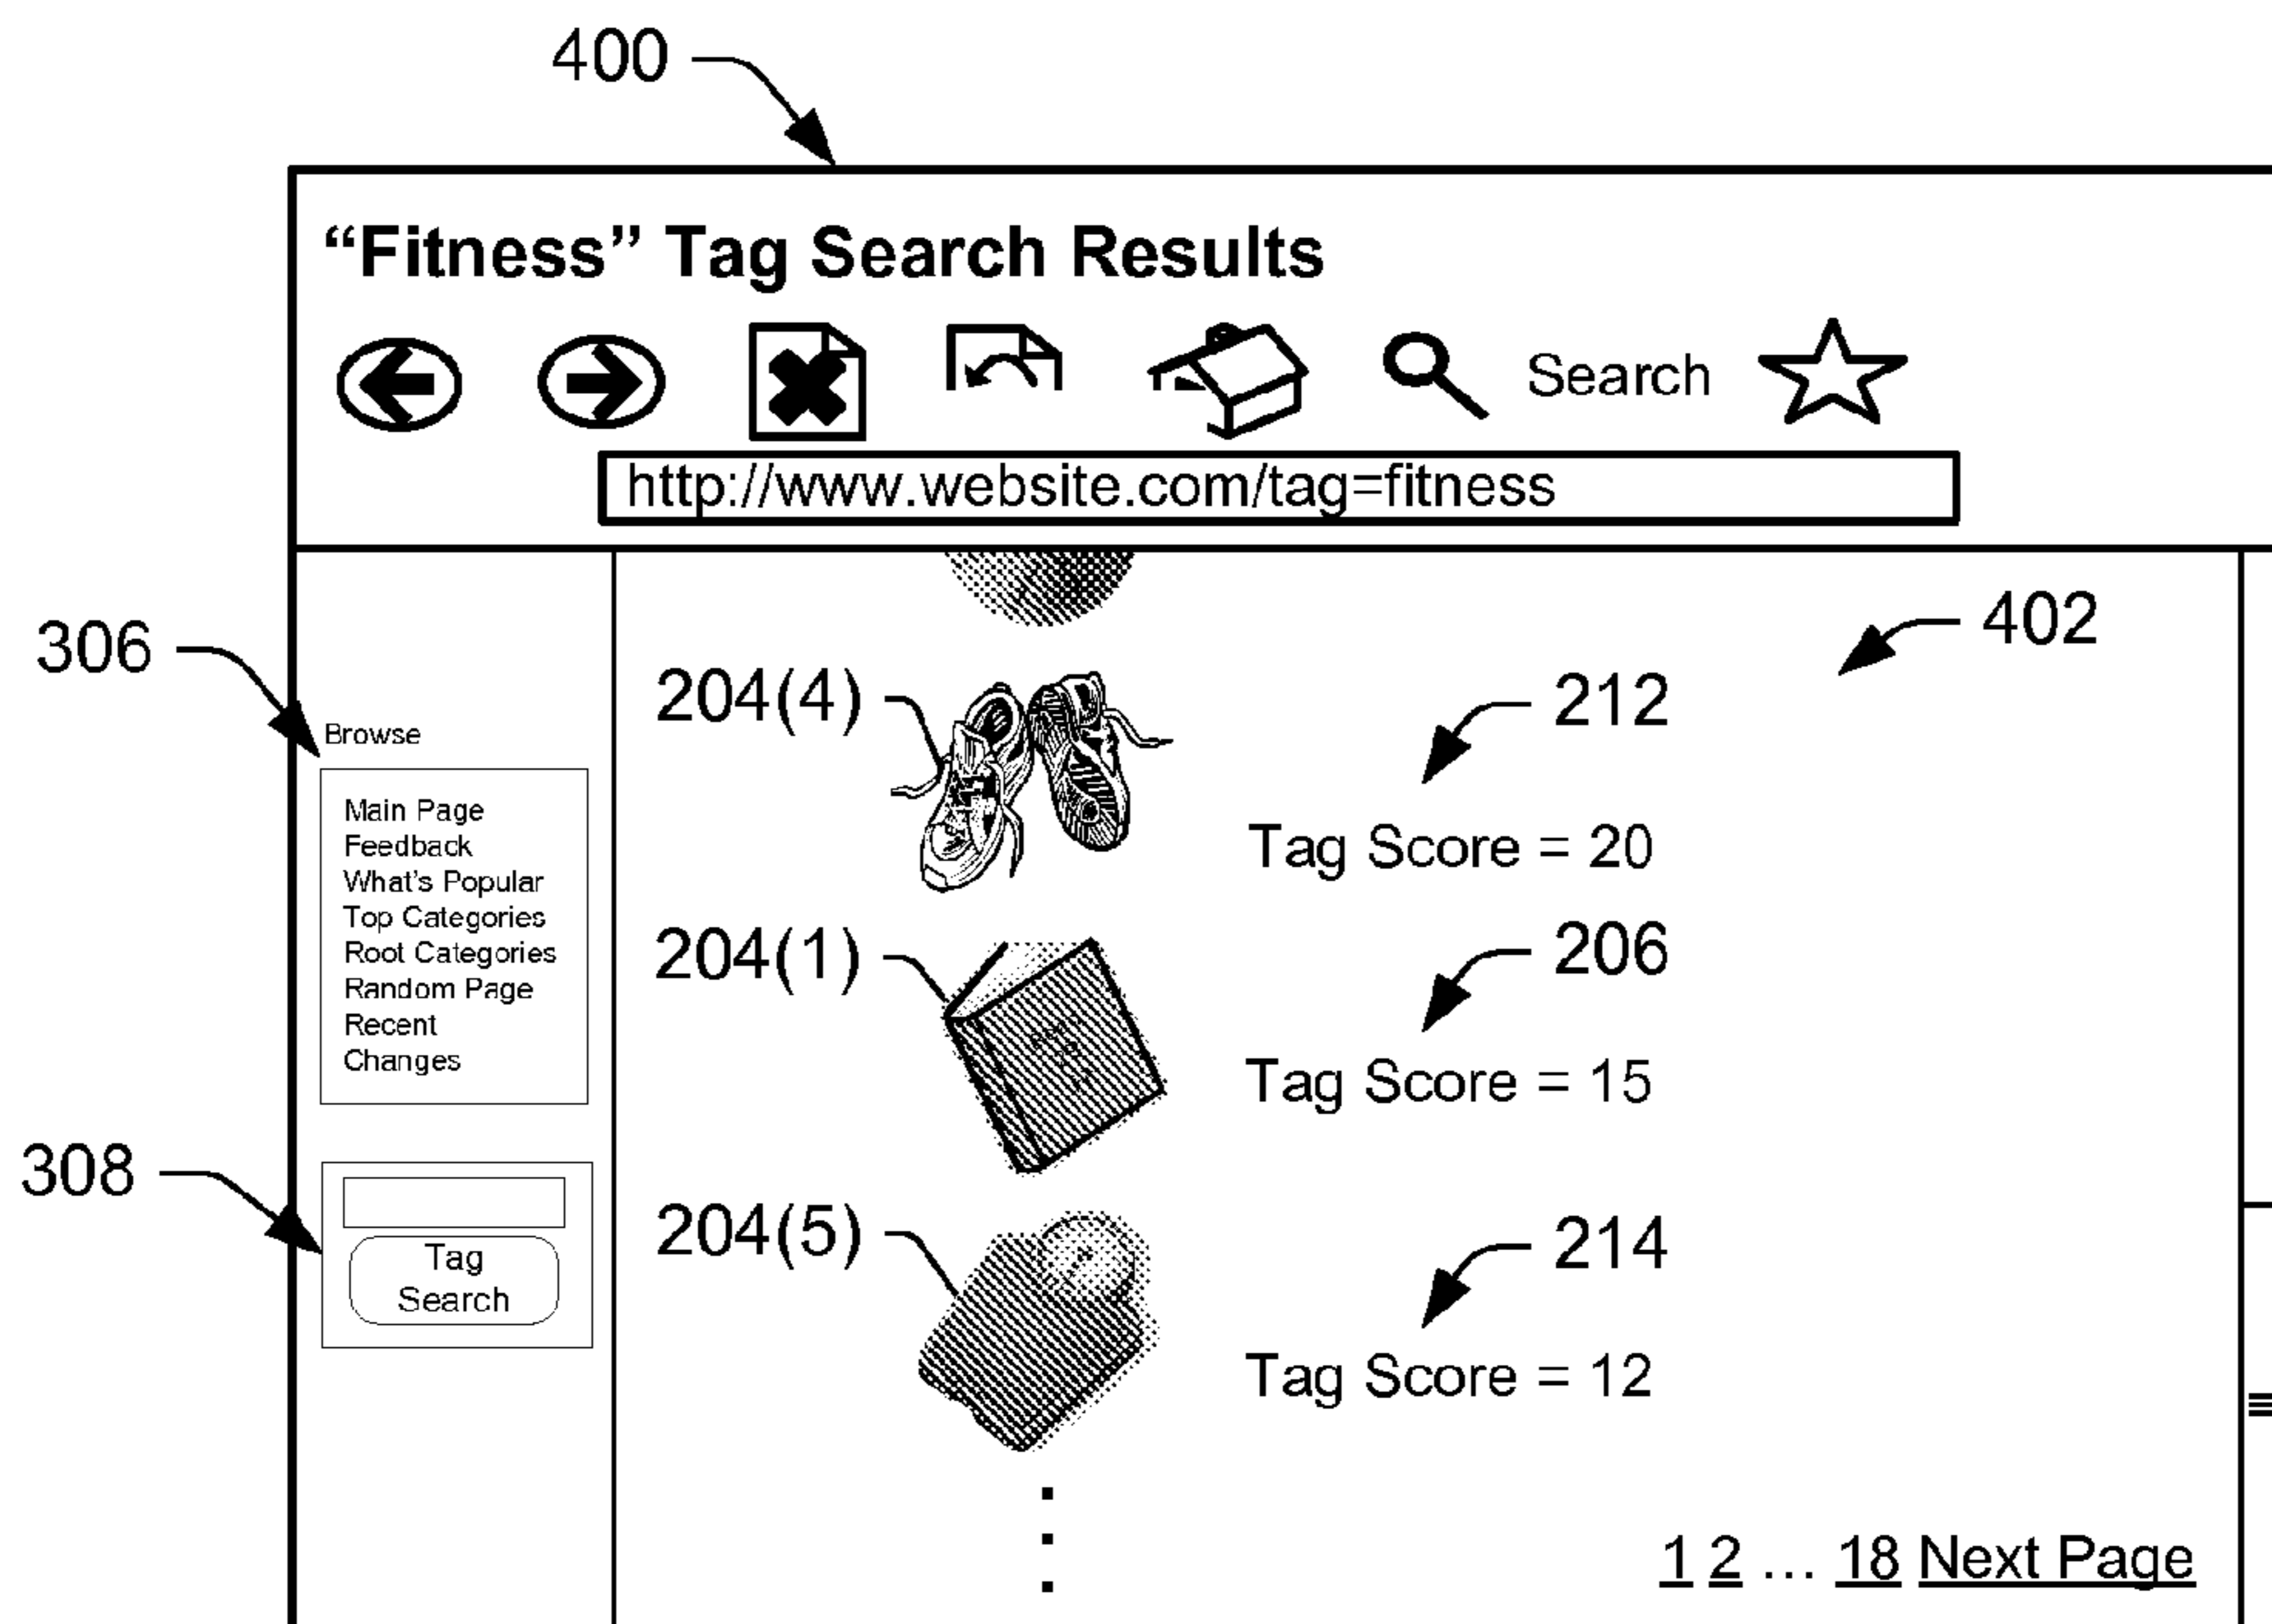 400
“Fitness” Tag Search Results
Search
http://www.website.com/tag=fitness
402
306
204(4)
212
Browse
Main Page
Feedback
What's Popular
Top Categories
Root Categories
Random Page
Recent
Changes
Tag Score = 20
204(1)
206
Tag Score = 15
308
Tag
Search
204(5)
214
Tag Score = 12
1 2 ... 18 Next Page